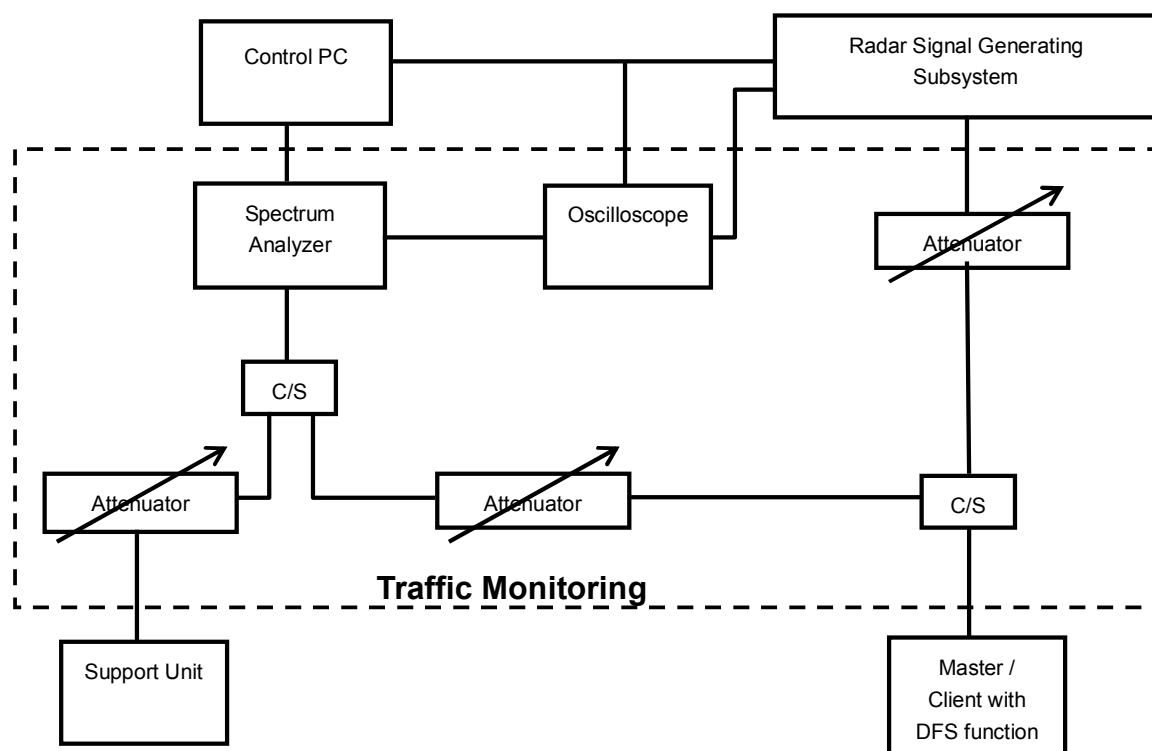 Control PC
Radar Signal Generating
Subsystem
Spectrum
Analyzer
Oscilloscope
Attenuator
C/S
Attenuator
Attenuator
C/S
Traffic Monitoring
Support Unit
Master /
Client with
DFS function